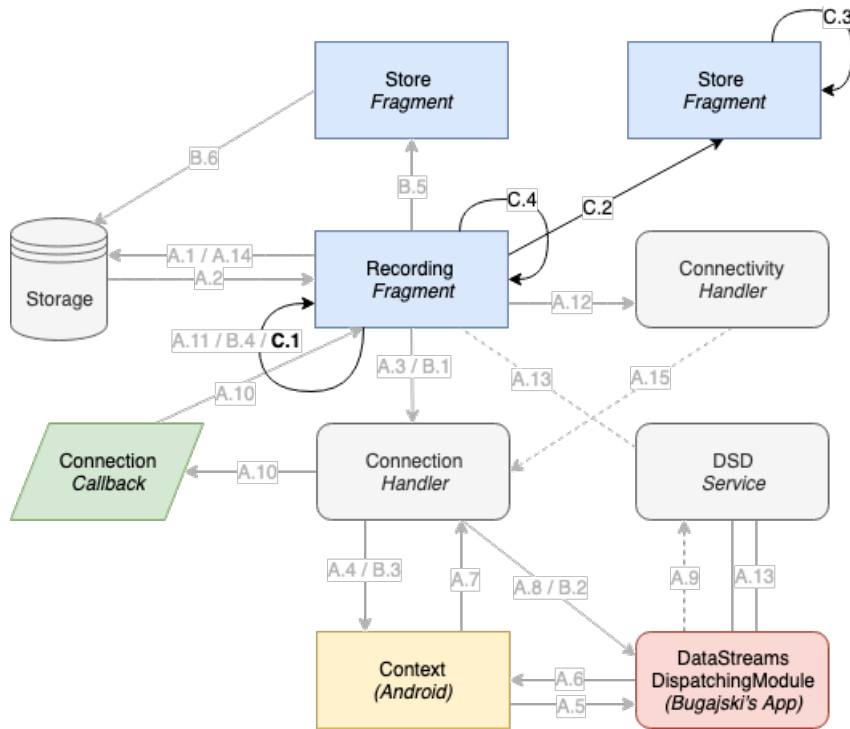 C.3
Store
Fragment
Store
Fragment
B.6
B.5
C.4
C.2
A.1 / A.14
A.2
Storage
Recording
Fragment
Connectivity
Handler
A.12
A.11 / B.4 / C.1
A.3 / B.1
A.13
A.15
A.10
Connection
Callback
A.10
Connection
Handler
DSD
Service
A.4 / B.3
A.7
A.8 / B.2
A.9
A.13
Context
(Android)
A.6
A.5
DataStreams
DispatchingModule
(Bugajski's App)